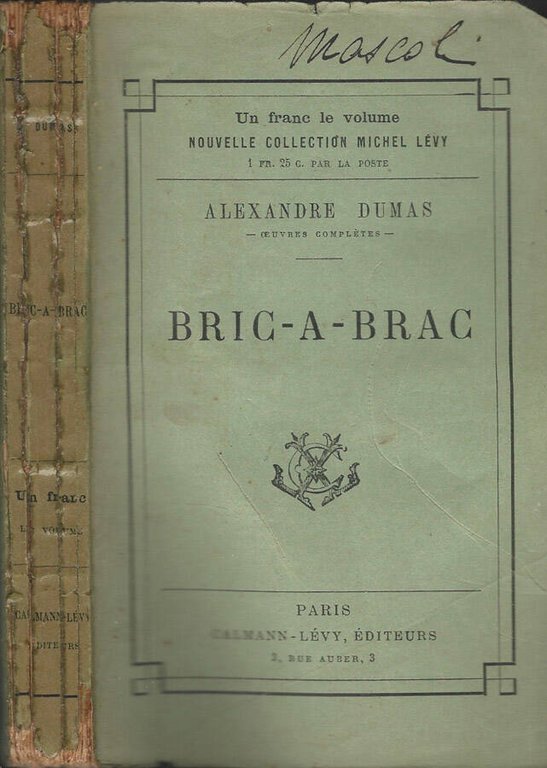 Mascoli
Un franc le volume
NOUVELLE COLLECTION MICHEL LÉVY
1 FR. 25 C. PAR LA POSTE
ALEXANDRE DUMAS
— ŒUVRES COMPLÈTES —
BRIC-A-BRAC
PARIS
CALMANN-LÉVY, ÉDITEURS
3, RUE AUBER, 3
DUMAS
BRIC-A-BRAC
Un franc
LE VOLUME
CALMANN-LÉVY
ÉDITEURS